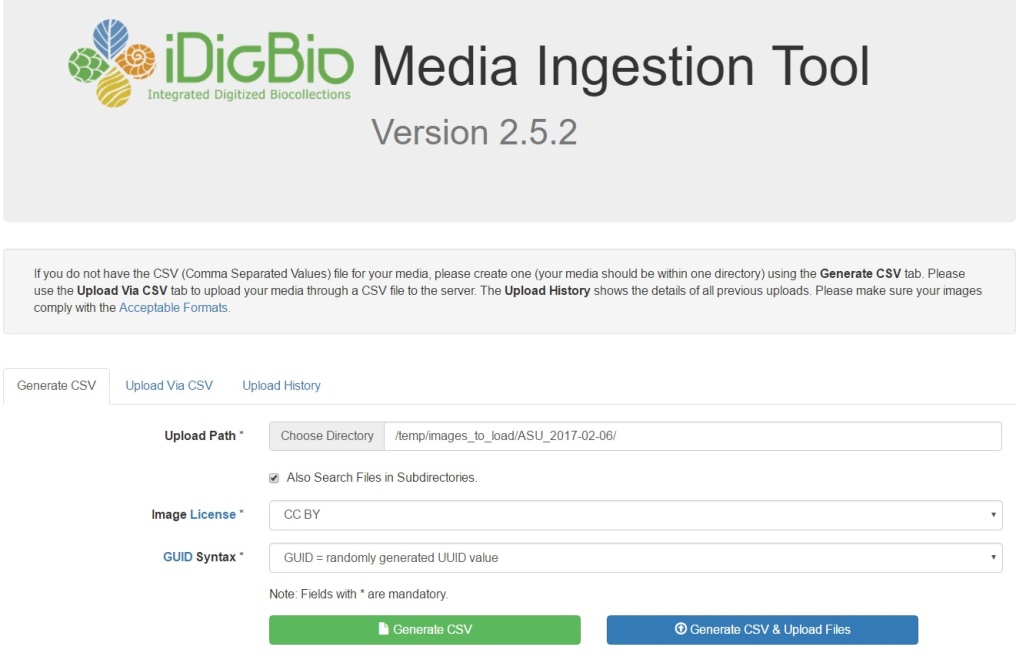 iDigBio Media Ingestion Tool
Integrated Digitized Biocollections
Version 2.5.2
If you do not have the CSV (Comma Separated Values) file for your media, please create one (your media should be within one directory) using the Generate CSV tab. Please
use the Upload Via CSV tab to upload your media through a CSV file to the server. The Upload History shows the details of all previous uploads. Please make sure your images
comply with the Acceptable Formats.
Generate CSV Upload Via CSV Upload History
Upload Path * Choose Directory /temp/images_to_load/ASU_2017-02-06/
Also Search Files in Subdirectories.
Image License * CC BY
GUID Syntax * GUID = randomly generated UUID value
Note: Fields with * are mandatory.
Generate CSV Generate CSV & Upload Files